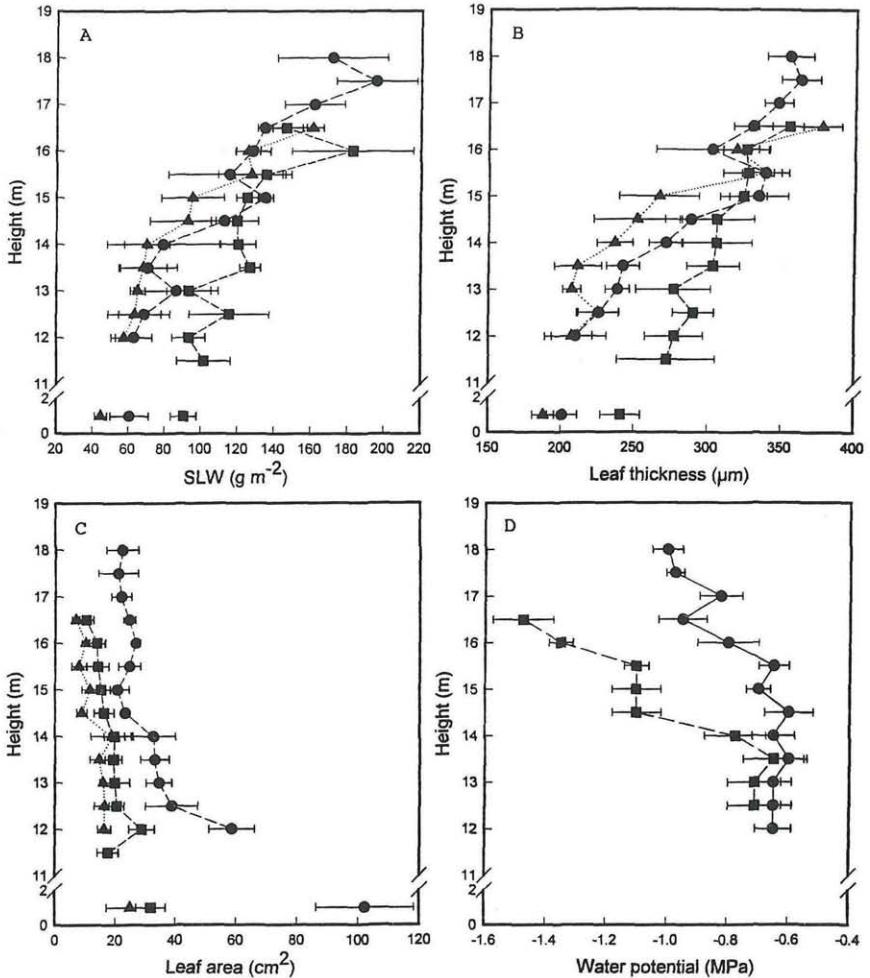 A
19
18
17
16
15
14
13
12
11
2
0
Height (m)
20 40 60 80 100 120 140 160 180 200 220
SLW (g m⁻²)
B
19
18
17
16
15
14
13
12
11
2
0
Height (m)
150 200 250 300 350 400
Leaf thickness (µm)
C
18
17
16
15
14
13
12
11
2
0
Height (m)
0 20 40 60 80 100 120
Leaf area (cm²)
D
19
18
17
16
15
14
13
12
11
2
0
Height (m)
-1.6 -1.4 -1.2 -1.0 -0.8 -0.6 -0.4
Water potential (MPa)